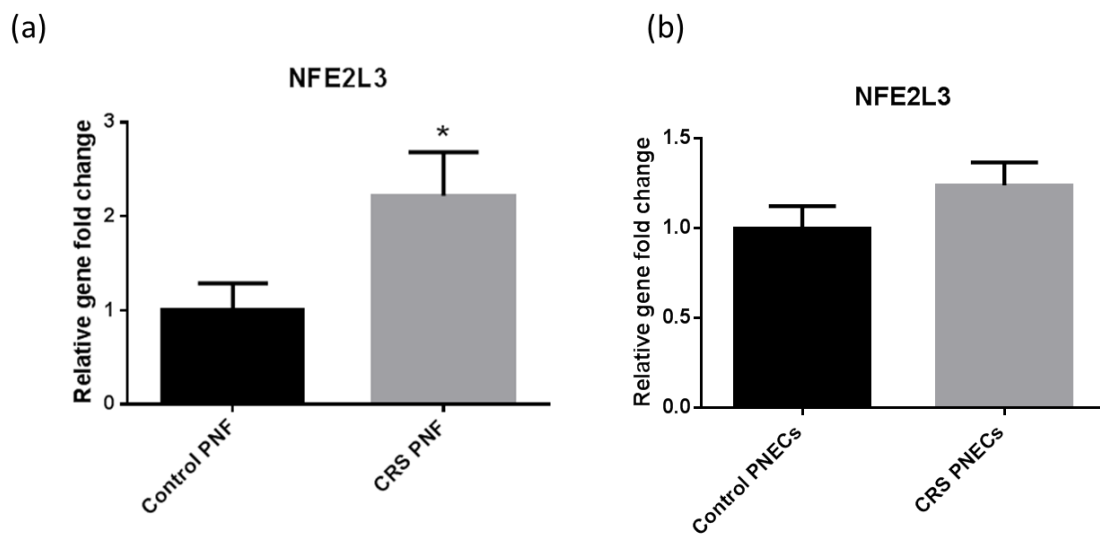 (a)
NFE2L3
Relative gene fold change
3
2
1
0
*
Control PNF
CRS PNF
(b)
NFE2L3
Relative gene fold change
1.5
1.0
0.5
0.0
Control PNECs
CRS PNECs